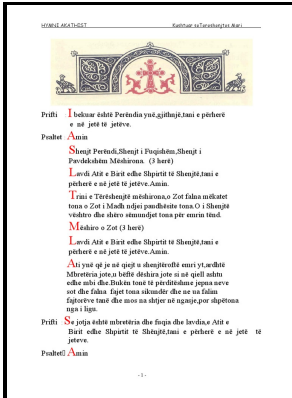 HYMNI AKATHIST Kushtuar teTereshenjtes Mari
Prifti I bekuar është Perëndia ynë,gjithnjë,tani e përherë
e në jetë të jetëve.
Psaltet Amin
Shenjt Perëndi,Shenjt i Fuqishëm,Shenjt i
Pavdekshëm Mëshirona. (3 herë)
Lavdi Atit e Birit edhe Shpirtit të Shenjtë,tani e
përherë e në jetë të jetëve.Amin.
Trini e Tërëshenjtë mëshirona,o Zot falna mëkatet
tona o Zot i Madh ndjej paudhësite tona.O i Shenjtë
vështro dhe shëro sëmundjet tona për emrin tënd.
Mëshiro o Zot (3 herë)
Lavdi Atit e Birit edhe Shpirtit të Shenjtë,tani e
përherë e në jetë të jetëve.Amin.
Ati ynë që je në qiejt u shenjtëroftë emri yt,ardhtë
Mbretëria jote,u bëftë dëshira jote si në qiell ashtu
edhe mbi dhe.Bukën tonë të përditëshme jepna neve
sot dhe falna fajet tona sikundër dhe ne ua falim
fajtorëve tanë dhe mos na shtjer në nganje,por shpëtona
nga i ligu.
Prifti Se jotja është mbretëria dhe fuqia dhe lavdia,e Atit e
Birit edhe Shpirtit të Shënjtë,tani e përherë e në jetë të
jeteve.
Psaltet Amin
- 1 -